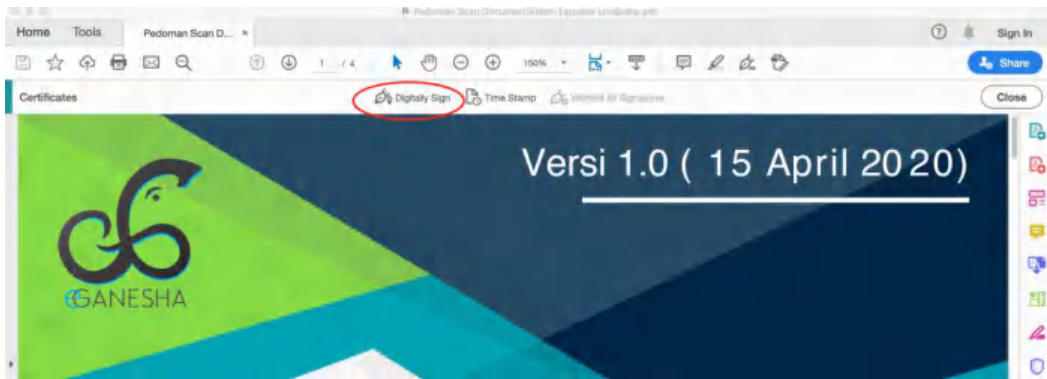 Home Tools Pedoman Scan D... × Sign In
1 / 4 150% Share
Certificates Digitally Sign Time Stamp Close
Versi 1.0 ( 15 April 2020)
eGANESHA